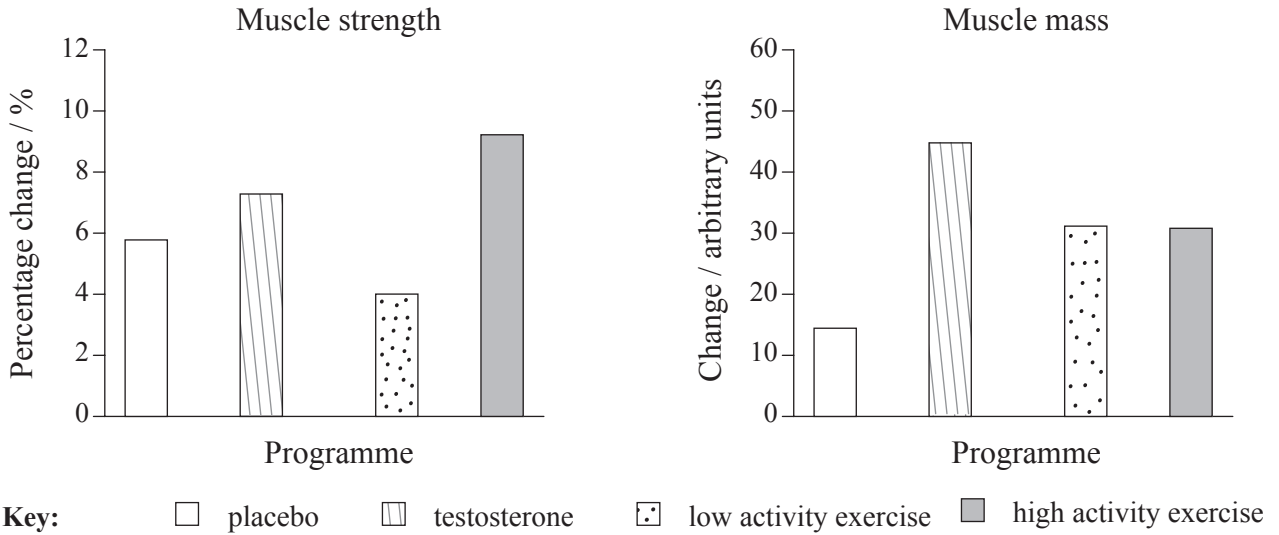 Muscle strength
Percentage change / %
12
10
8
6
4
2
0
Programme
Muscle mass
Change / arbitrary units
60
50
40
30
20
10
0
Programme
Key: placebo testosterone low activity exercise high activity exercise